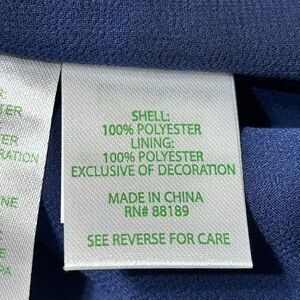 SHELL:
100% POLYESTER
LINING:
100% POLYESTER
EXCLUSIVE OF DECORATION
MADE IN CHINA
RN# 88189
SEE REVERSE FOR CARE